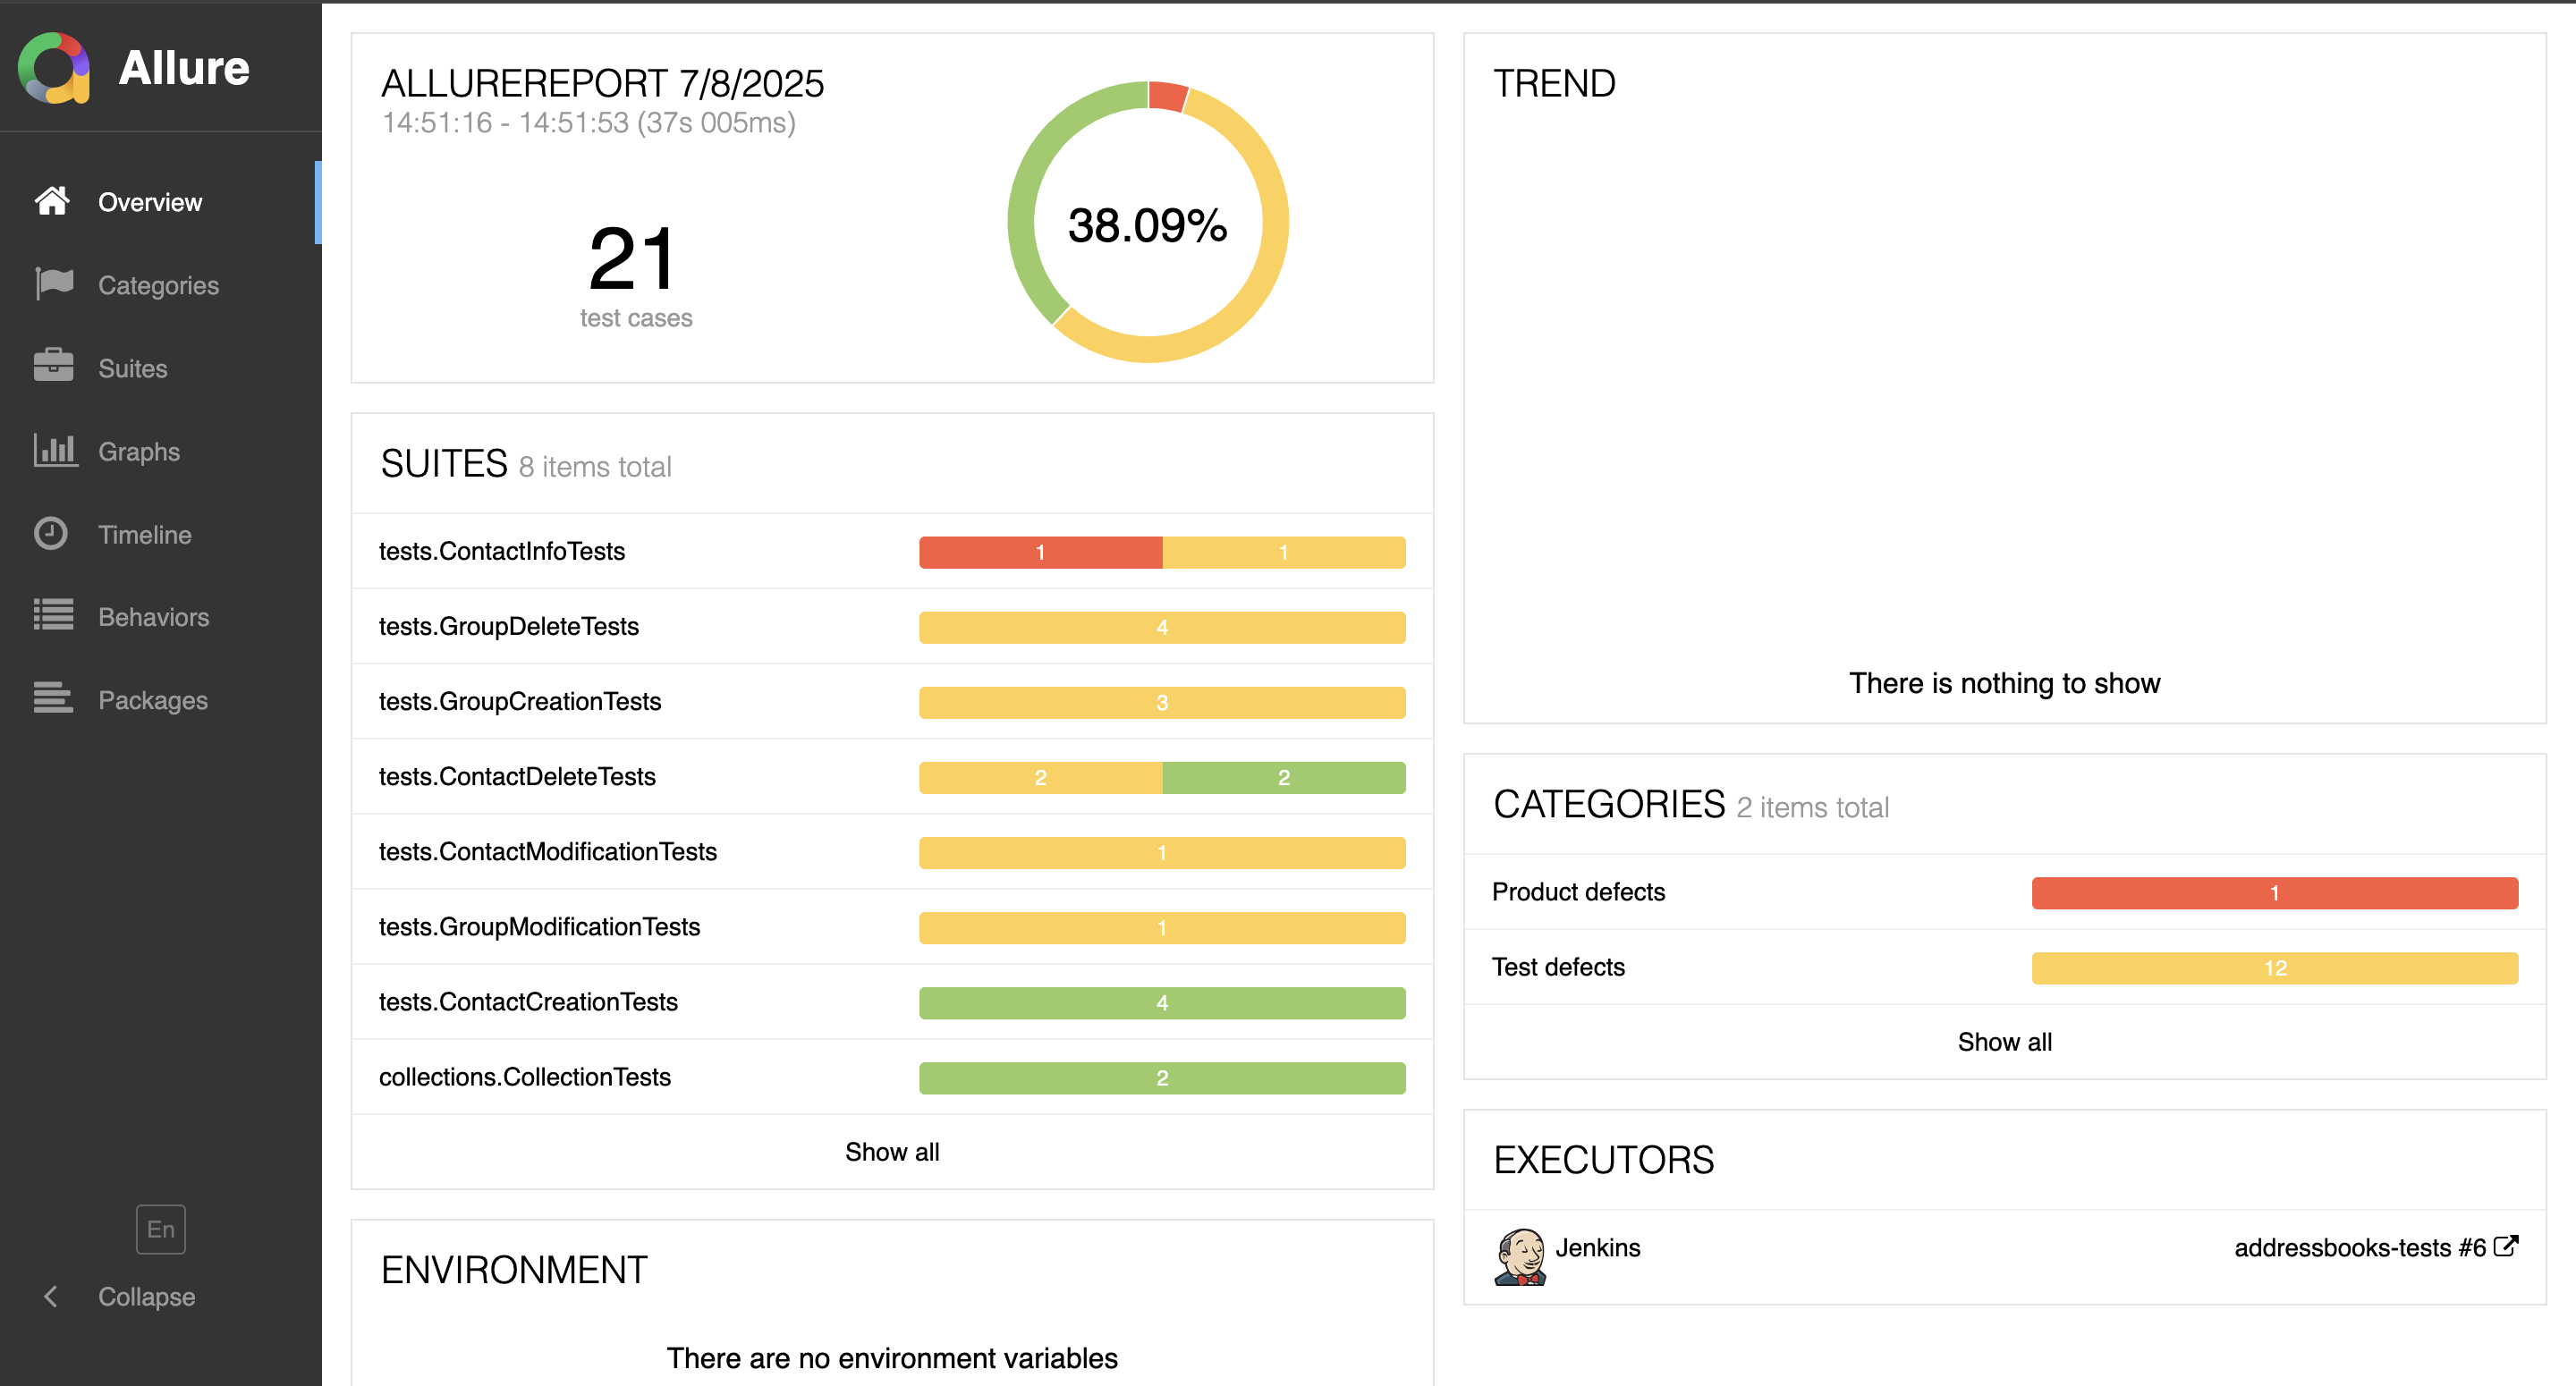 Allure
Overview
Categories
Suites
Graphs
Timeline
Behaviors
Packages
En
Collapse
ALLUREREPORT 7/8/2025
14:51:16 - 14:51:53 (37s 005ms)
21
test cases
38.09%
SUITES 8 items total
tests.ContactInfoTests 1 1
tests.GroupDeleteTests 4
tests.GroupCreationTests 3
tests.ContactDeleteTests 2 2
tests.ContactModificationTests 1
tests.GroupModificationTests 1
tests.ContactCreationTests 4
collections.CollectionTests 2
Show all
ENVIRONMENT
There are no environment variables
TREND
There is nothing to show
CATEGORIES 2 items total
Product defects 1
Test defects 12
Show all
EXECUTORS
Jenkins addressbooks-tests #6